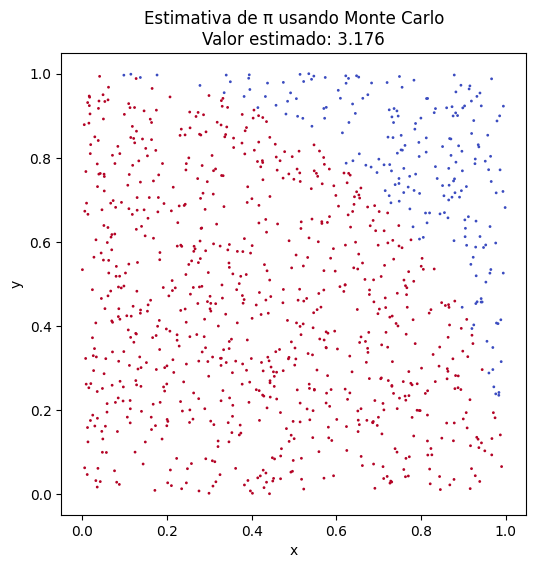 Estimativa de π usando Monte Carlo
Valor estimado: 3.176
1.0
0.8
0.6
0.4
0.2
0.0
y
0.0 0.2 0.4 0.6 0.8 1.0
x